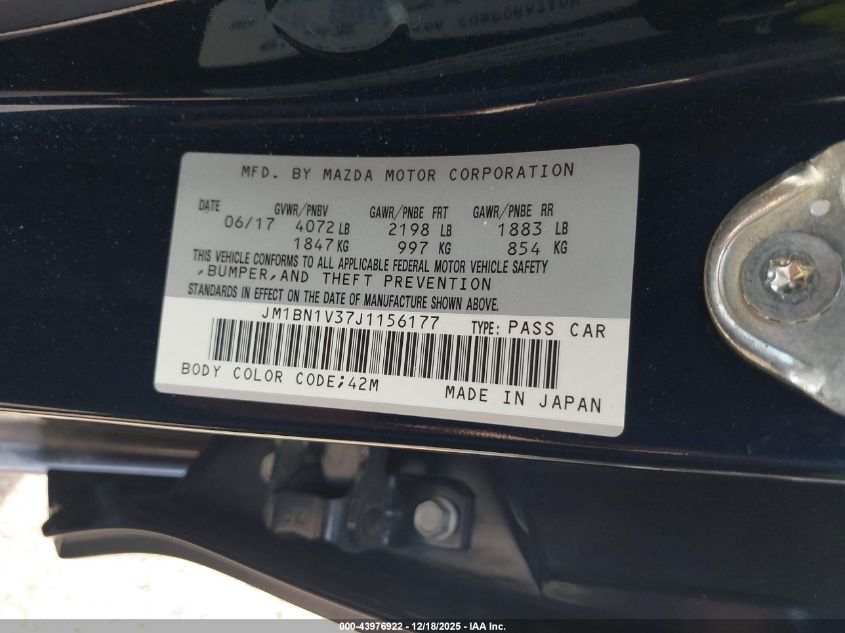 MFD. BY MAZDA MOTOR CORPORATION
DATE GVWR/PNBV GAWR/PNBE FRT GAWR/PNBE RR
06/17 4072 LB 2198 LB 1883 LB
1847 KG 997 KG 854 KG
THIS VEHICLE CONFORMS TO ALL APPLICABLE FEDERAL MOTOR VEHICLE SAFETY
,BUMPER,AND THEFT PREVENTION
STANDARDS IN EFFECT ON THE DATE OF MANUFACTURE SHOWN ABOVE.
JM1BN1V37J1156177 TYPE: PASS CAR
BODY COLOR CODE;42M MADE IN JAPAN
000-43976922 - 12/18/2025 - IAA Inc.